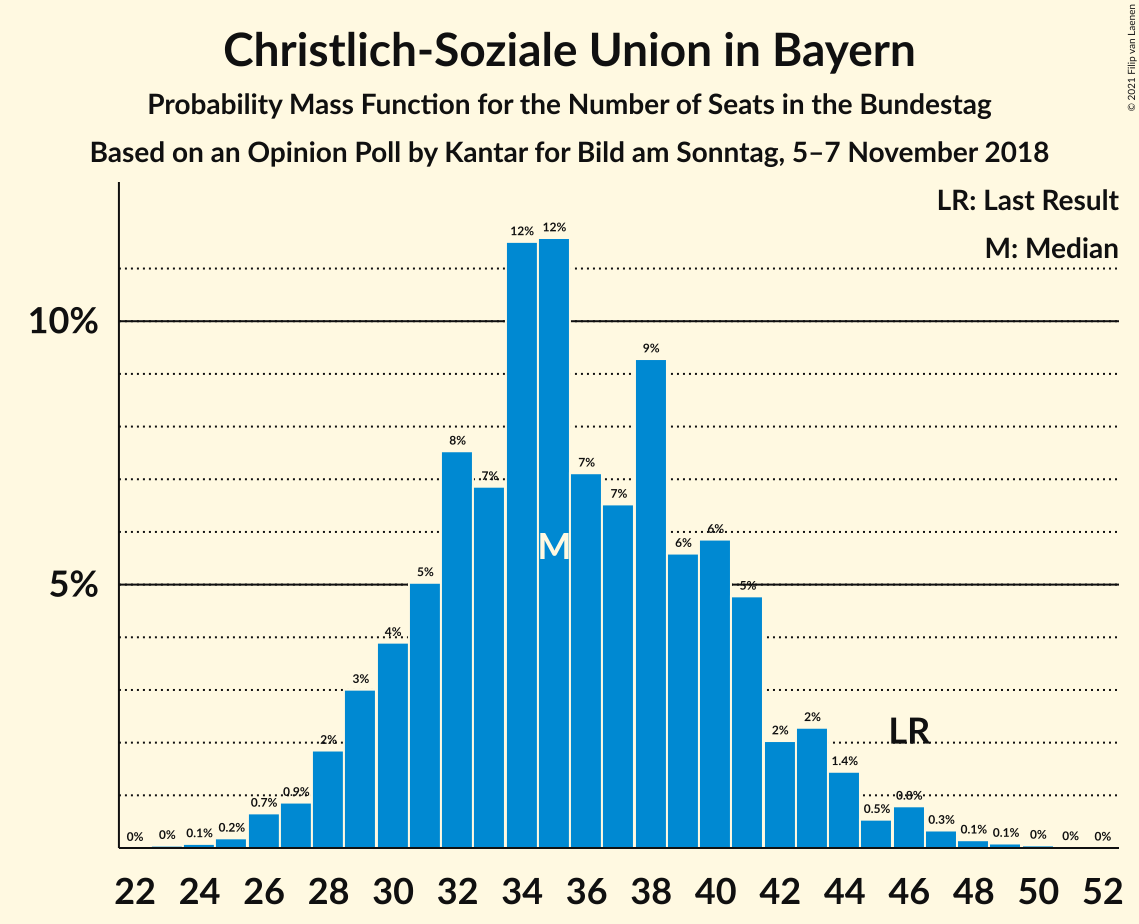 Christlich-Soziale Union in Bayern
Probability Mass Function for the Number of Seats in the Bundestag
Based on an Opinion Poll by Kantar for Bild am Sonntag, 5–7 November 2018
© 2021 Filip van Laenen
LR: Last Result
M: Median
10%
5%
0% 0% 0.1% 0.2% 0.7% 0.9% 2% 3% 4% 5% 8% 7% 12% 12% 7% 7% 9% 6% 6% 5% 2% 2% 1.4% 0.5% 0.8% 0.3% 0.1% 0.1% 0% 0% 0%
M
LR
22 24 26 28 30 32 34 36 38 40 42 44 46 48 50 52